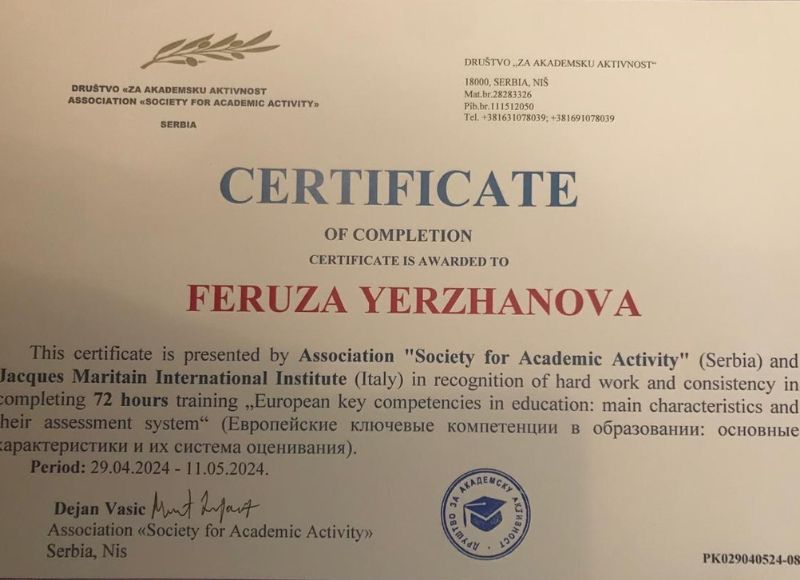 DRUŠTVO «ZA AKADEMSKU AKTIVNOST
ASSOCIATION «SOCIETY FOR ACADEMIC ACTIVITY»
SERBIA
DRUŠTVO „ZA AKADEMSKU AKTIVNOST“
18000, SERBIA, NIŠ
Mat.br.28283326
Pib.br.111512050
Tel. +381631078039; +381691078039
CERTIFICATE
OF COMPLETION
CERTIFICATE IS AWARDED TO
FERUZA YERZHANOVA
This certificate is presented by Association "Society for Academic Activity" (Serbia) and
Jacques Maritain International Institute (Italy) in recognition of hard work and consistency in
completing 72 hours training „European key competencies in education: main characteristics and
their assessment system“ (Европейские ключевые компетенции в образовании: основные
характеристики и их система оценивания).
Period: 29.04.2024 - 11.05.2024.
Dejan Vasic
Association «Society for Academic Activity»
Serbia, Nis
ДРУШТВО ЗА АКАДЕМСКУ АКТИВНОСТ
PK029040524-08